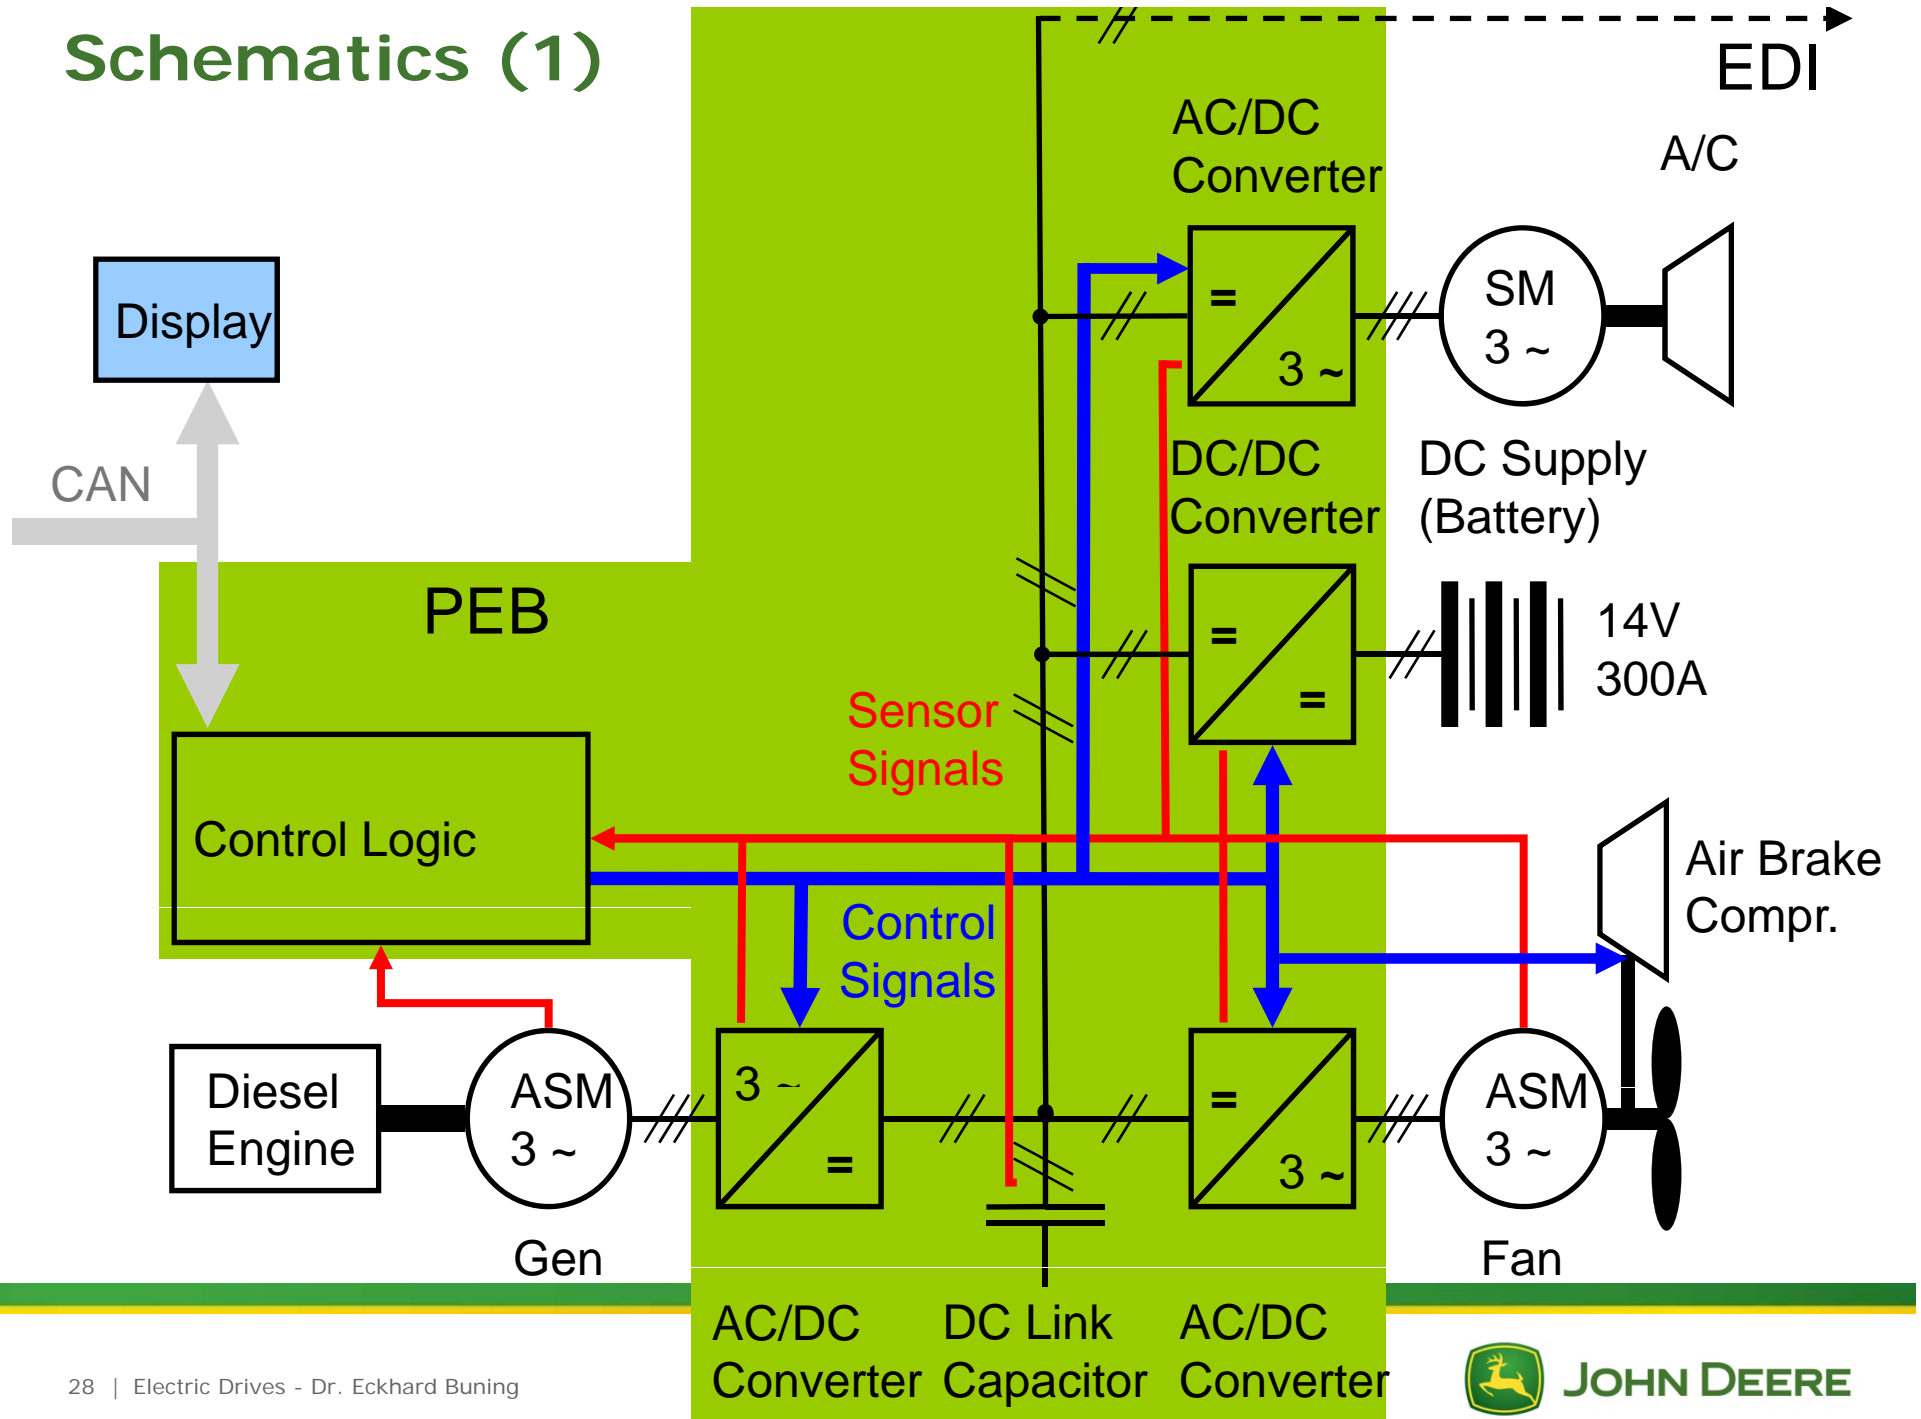 Schematics (1)
EDI
AC/DC
Converter
A/C
Display
=
3 ~
SM
3 ~
CAN
DC/DC
Converter
DC Supply
(Battery)
PEB
=
=
14V
300A
Sensor
Signals
Control Logic
Air Brake
Compr.
Control
Signals
Diesel
Engine
ASM
3 ~
3 ~
=
=
3 ~
ASM
3 ~
Gen
Fan
AC/DC
Converter
DC Link
Capacitor
AC/DC
Converter
28 | Electric Drives - Dr. Eckhard Buning
JOHN DEERE